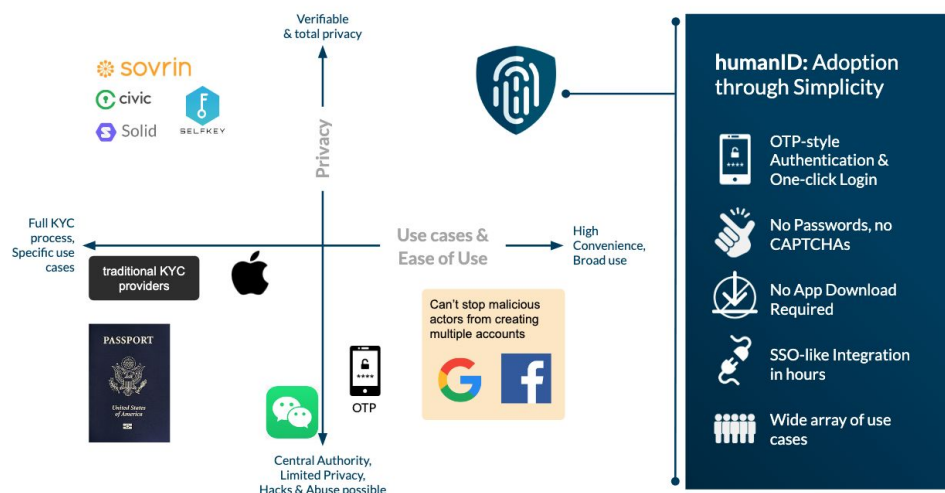 Verifiable
& total privacy
sovrin
civic
Solid
SELFKEY
Privacy
Full KYC
process,
Specific use
cases
Use cases &
Ease of Use
High
Convenience,
Broad use
traditional KYC
providers
PASSPORT
United States
of America
****
OTP
Can't stop malicious
actors from creating
multiple accounts
G
f
Central Authority,
Limited Privacy,
Hacks & Abuse possible
humanID: Adoption
through Simplicity
****
OTP-style
Authentication &
One-click Login
No Passwords, no
CAPTCHAs
No App Download
Required
SSO-like Integration
in hours
Wide array of use
cases